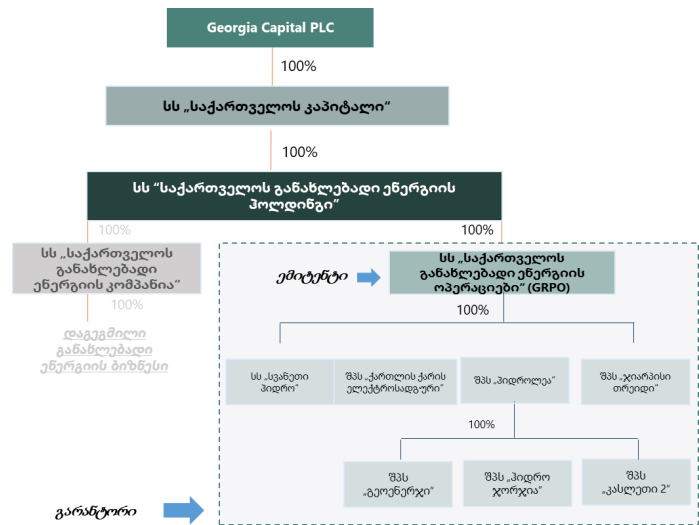 Georgia Capital PLC
100%
სს „საქართველოს კაპიტალი“
100%
სს “საქართველოს განახლებადი ენერგიის
ჰოლდინგი”
100%
100%
სს „საქართველოს
განახლებადი
ენერგიის კომპანია“
ემიტენტი
სს „საქართველოს
განახლებადი ენერგიის
ოპერაციები“ (GRPO)
100%
100%
დაგეგმილი
განახლებადი
ენერგიის ბიზნესი
სს „სვანეთი
ჰიდრო“
შპს „ქართლის ქარის
ელექტროსადგური“
შპს „ჰიდროლეა“
შპს „ჯიარპისი
თრეიდი“
100%
შპს
„გეოენერჯი“
შპს „ჰიდრო
ჯორჯია“
შპს
„კასლეთი 2“
გარანტორი